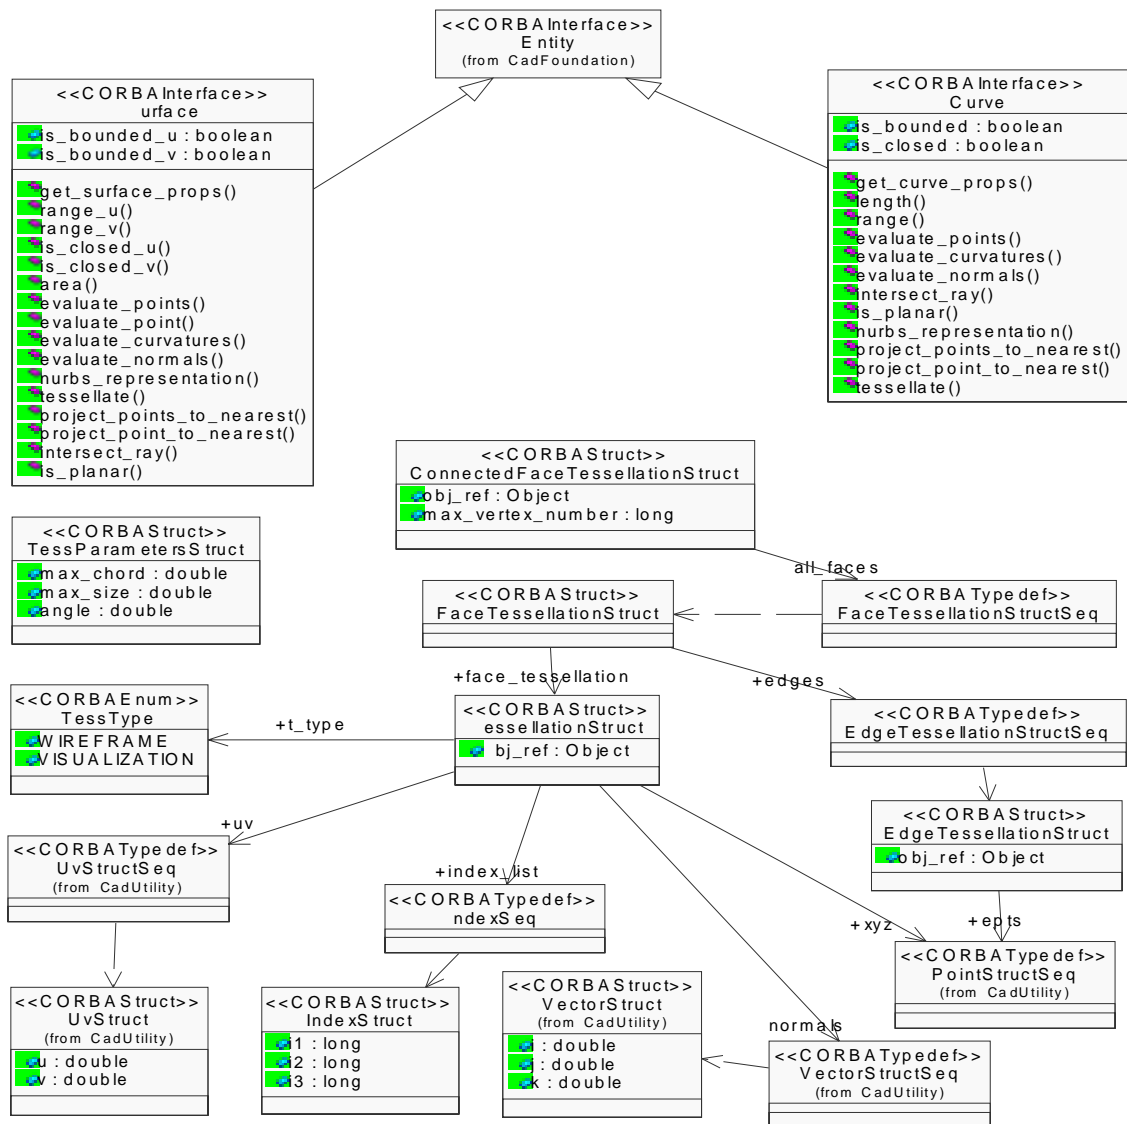 <<CORBAInterface>>
Entity
(from CadFoundation)
<<CORBAInterface>>
urface
is_bounded_u : boolean
is_bounded_v : boolean
get_surface_props()
range_u()
range_v()
is_closed_u()
is_closed_v()
area()
evaluate_points()
evaluate_point()
evaluate_curvatures()
evaluate_normals()
nurbs_representation()
tessellate()
project_points_to_nearest()
project_point_to_nearest()
intersect_ray()
is_planar()
<<CORBAInterface>>
Curve
is_bounded : boolean
is_closed : boolean
get_curve_props()
length()
range()
evaluate_points()
evaluate_curvatures()
evaluate_normals()
intersect_ray()
is_planar()
nurbs_representation()
project_points_to_nearest()
project_point_to_nearest()
tessellate()
<<CORBAStruct>>
ConnectedFaceTessellationStruct
obj_ref : Object
max_vertex_number : long
<<CORBAStruct>>
TessParametersStruct
max_chord : double
max_size : double
angle : double
all_faces
<<CORBAStruct>>
FaceTessellationStruct
<<CORBATypedef>>
FaceTessellationStructSeq
+face_tessellation
+edges
<<CORBAEnum>>
TessType
WIREFRAME
VISUALIZATION
+t_type
<<CORBAStruct>>
essellationStruct
bj_ref : Object
<<CORBATypedef>>
EdgeTessellationStructSeq
<<CORBAStruct>>
EdgeTessellationStruct
obj_ref : Object
+uv
<<CORBATypedef>>
UvStructSeq
(from CadUtility)
+index_list
<<CORBATypedef>>
ndexSeq
+xyz
+epts
<<CORBATypedef>>
PointStructSeq
(from CadUtility)
<<CORBAStruct>>
UvStruct
(from CadUtility)
u : double
v : double
<<CORBAStruct>>
IndexStruct
i1 : long
i2 : long
i3 : long
<<CORBAStruct>>
VectorStruct
(from CadUtility)
i : double
j : double
k : double
normals
<<CORBATypedef>>
VectorStructSeq
(from CadUtility)